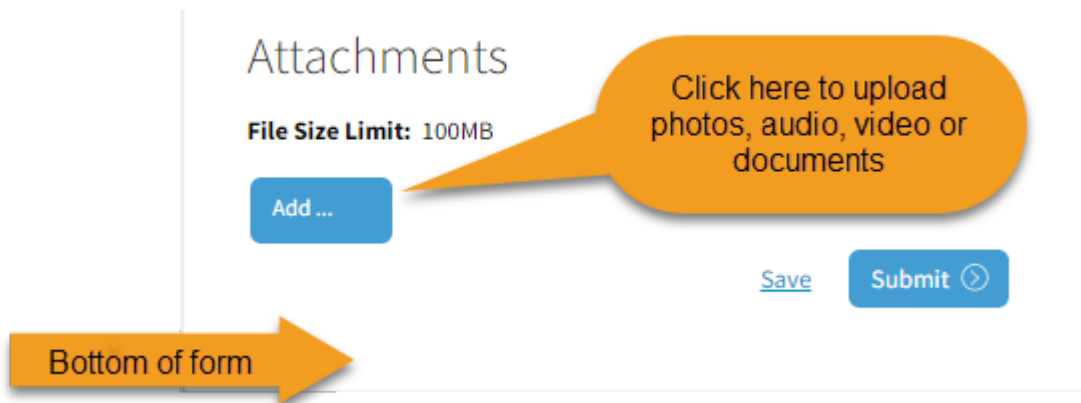 Attachments
Click here to upload
photos, audio, video or
documents
File Size Limit: 100MB
Add ...
Save
Submit
Bottom of form